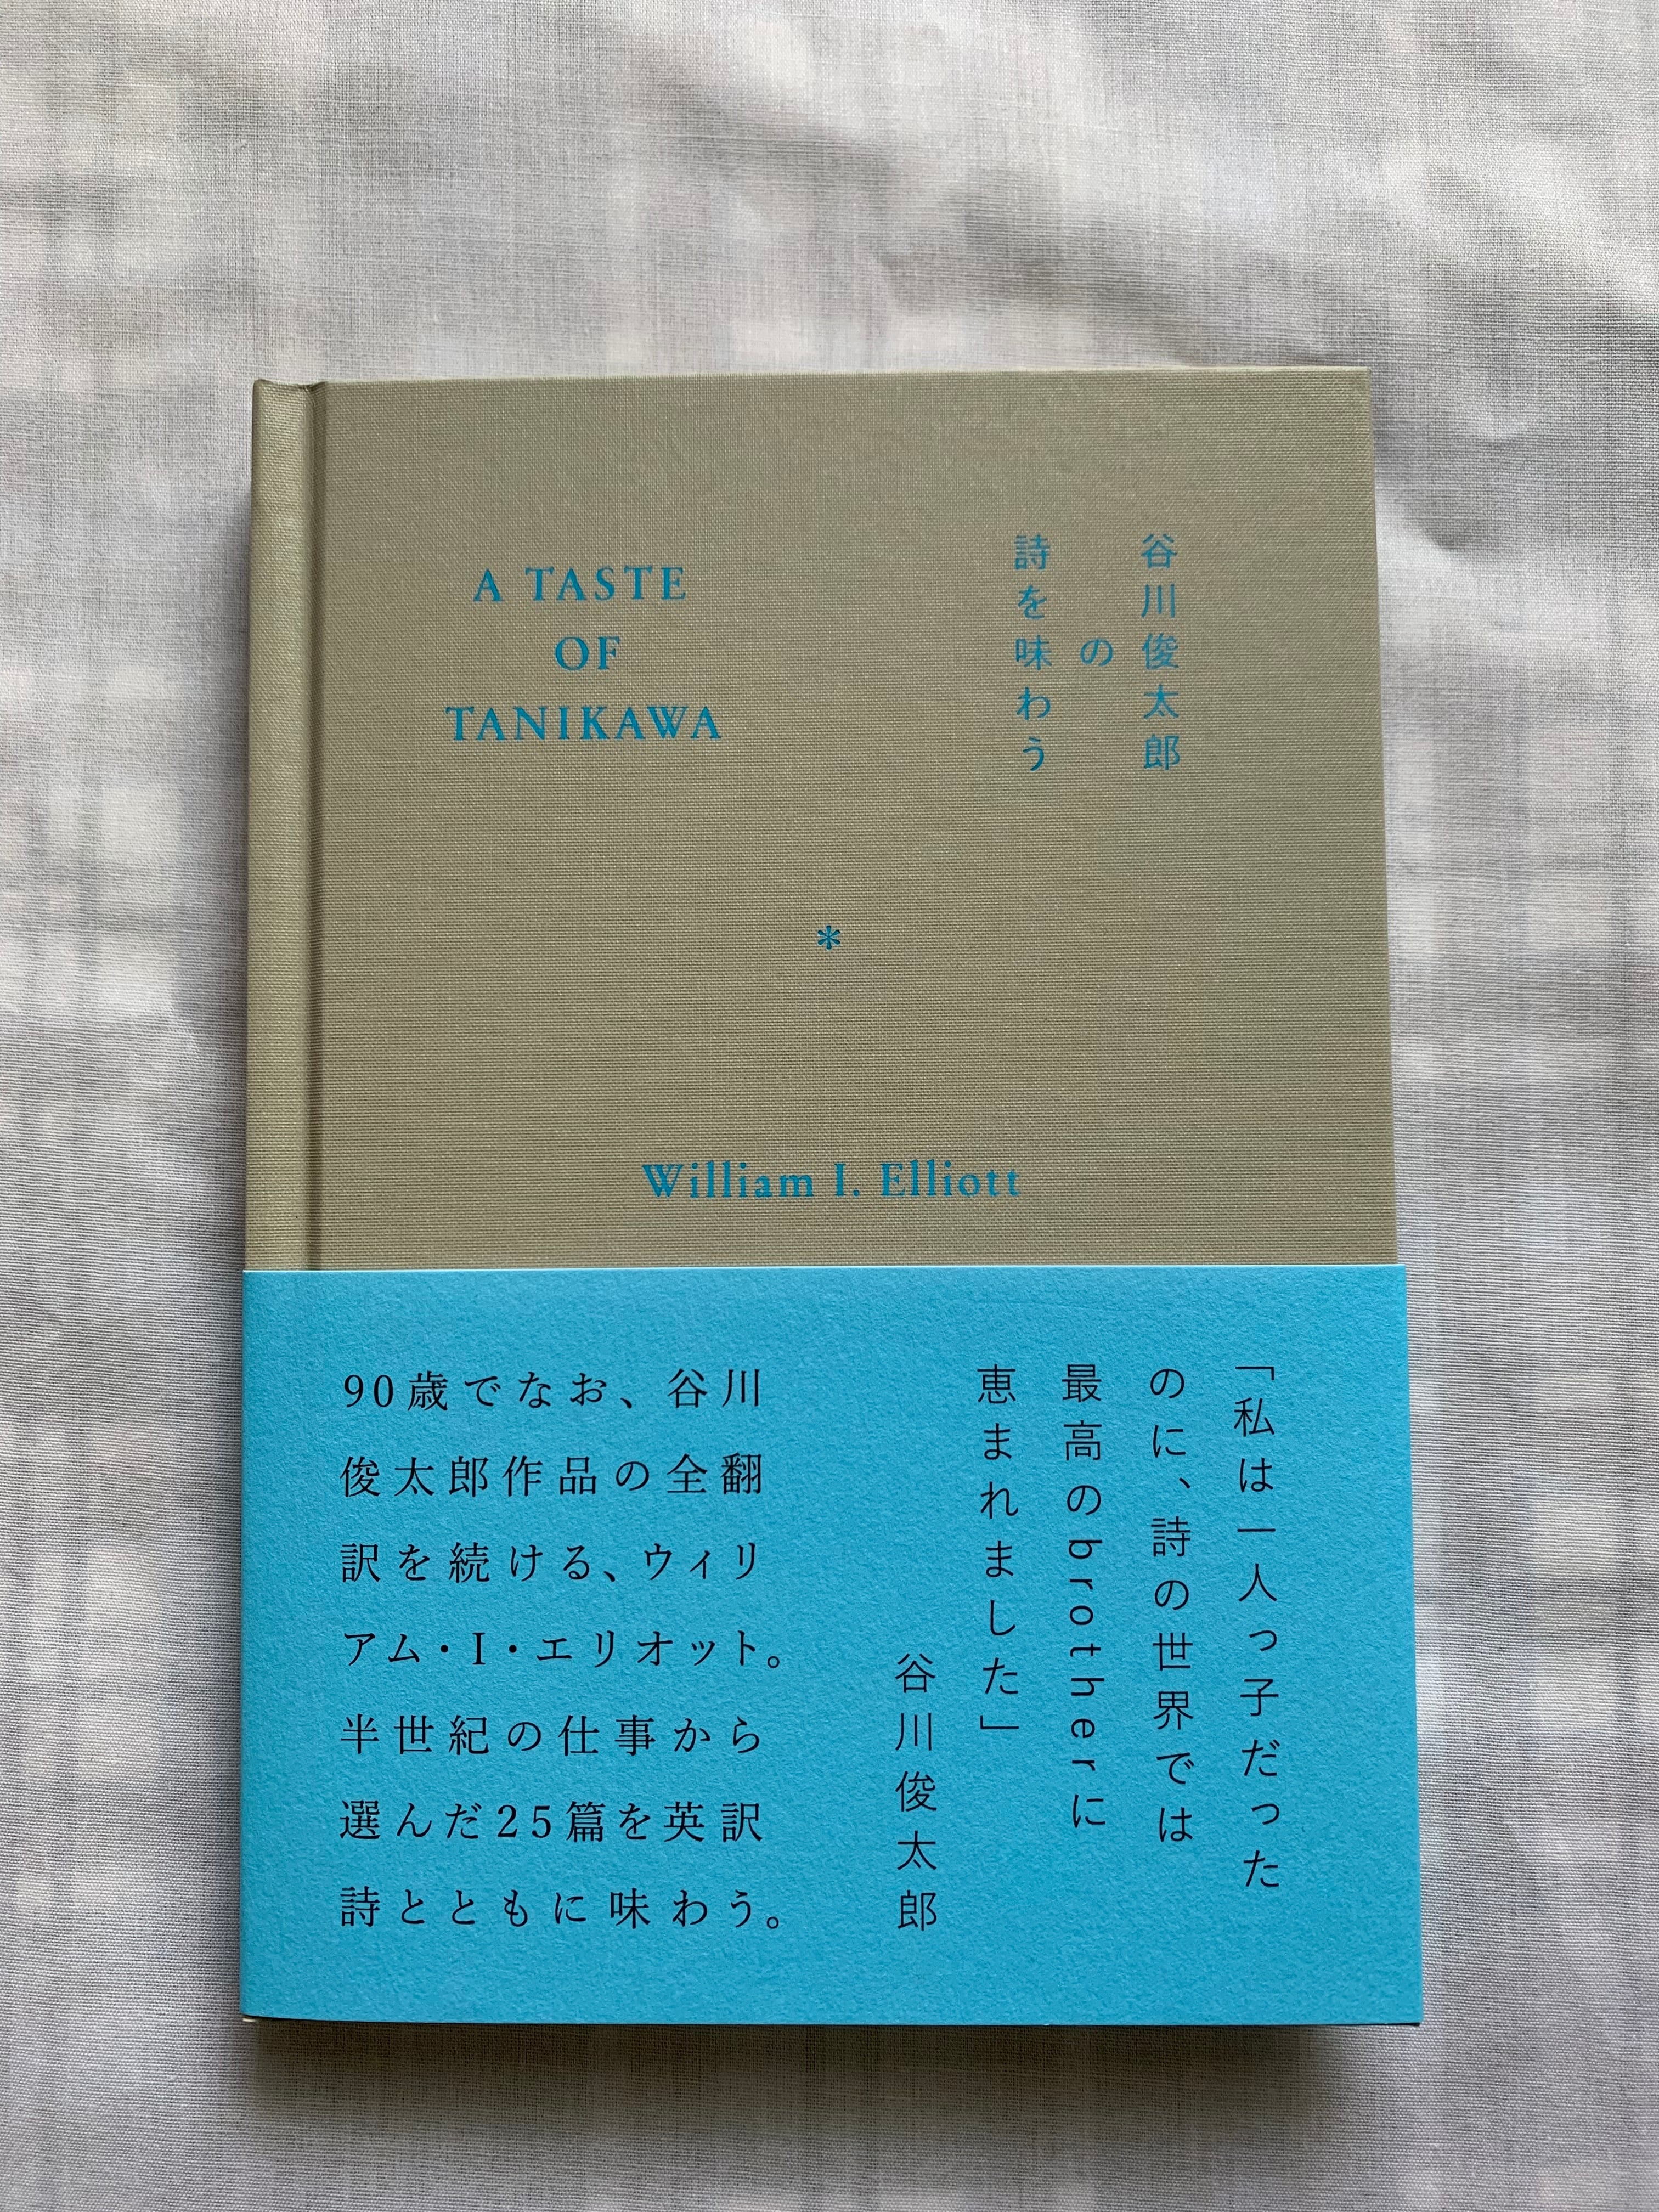 A TASTE
OF
TANIKAWA
谷川俊太郎
の
詩を味わう
*
William I. Elliott
90歳でなお、谷川
俊太郎作品の全翻
訳を続ける、ウィリ
アム・I・エリオット。
半世紀の仕事から
選んだ25篇を英訳
詩とともに味わう。
「私は一人っ子だった
のに、詩の世界では
最高のbrotherに
恵まれました」
谷川俊太郎